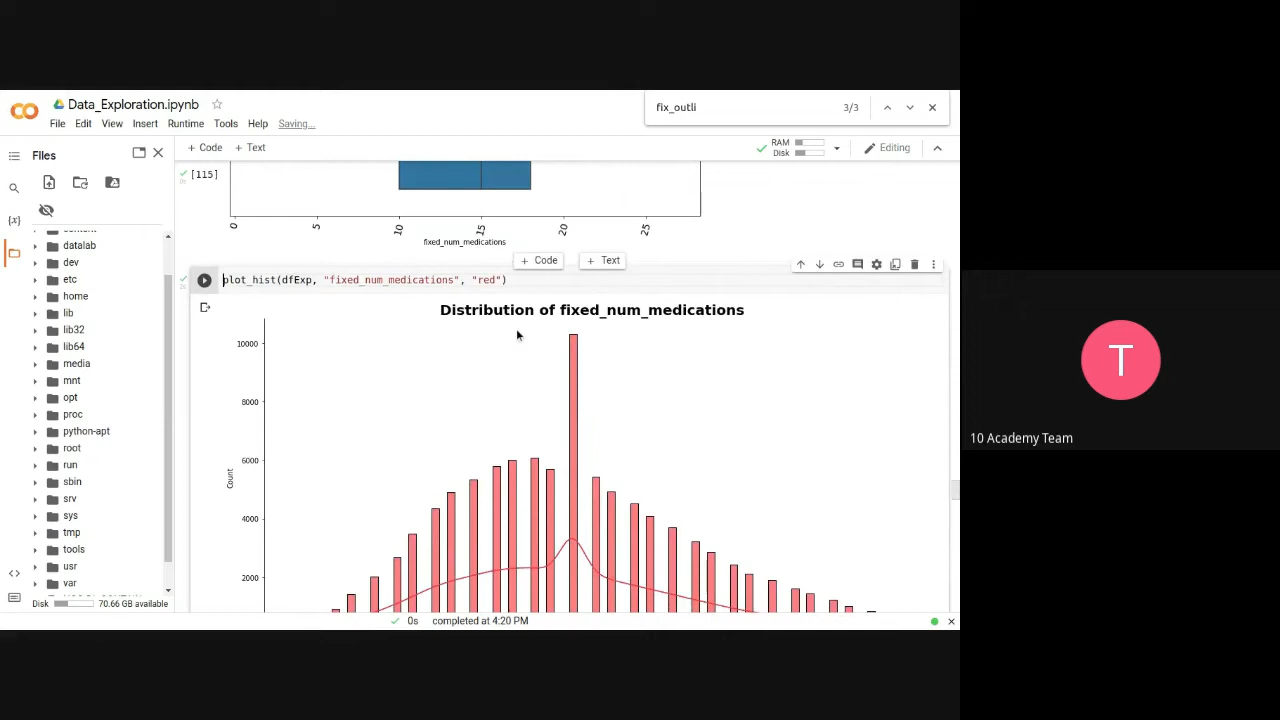 Data_Exploration.ipynb
File Edit View Insert Runtime Tools Help Saving...
fix_outli 3/3
Files
+ Code + Text
RAM
Disk
Editing
datalab
dev
etc
home
lib
lib32
lib64
media
mnt
opt
proc
python-apt
root
run
sbin
srv
sys
tmp
tools
usr
var
Disk 70.66 GB available
[115]
0 5 10 15 20 25
fixed_num_medications
+ Code + Text
plot_hist(dfExp, "fixed_num_medications", "red")
Distribution of fixed_num_medications
10000
8000
6000
4000
2000
Count
0s completed at 4:20 PM
T
10 Academy Team